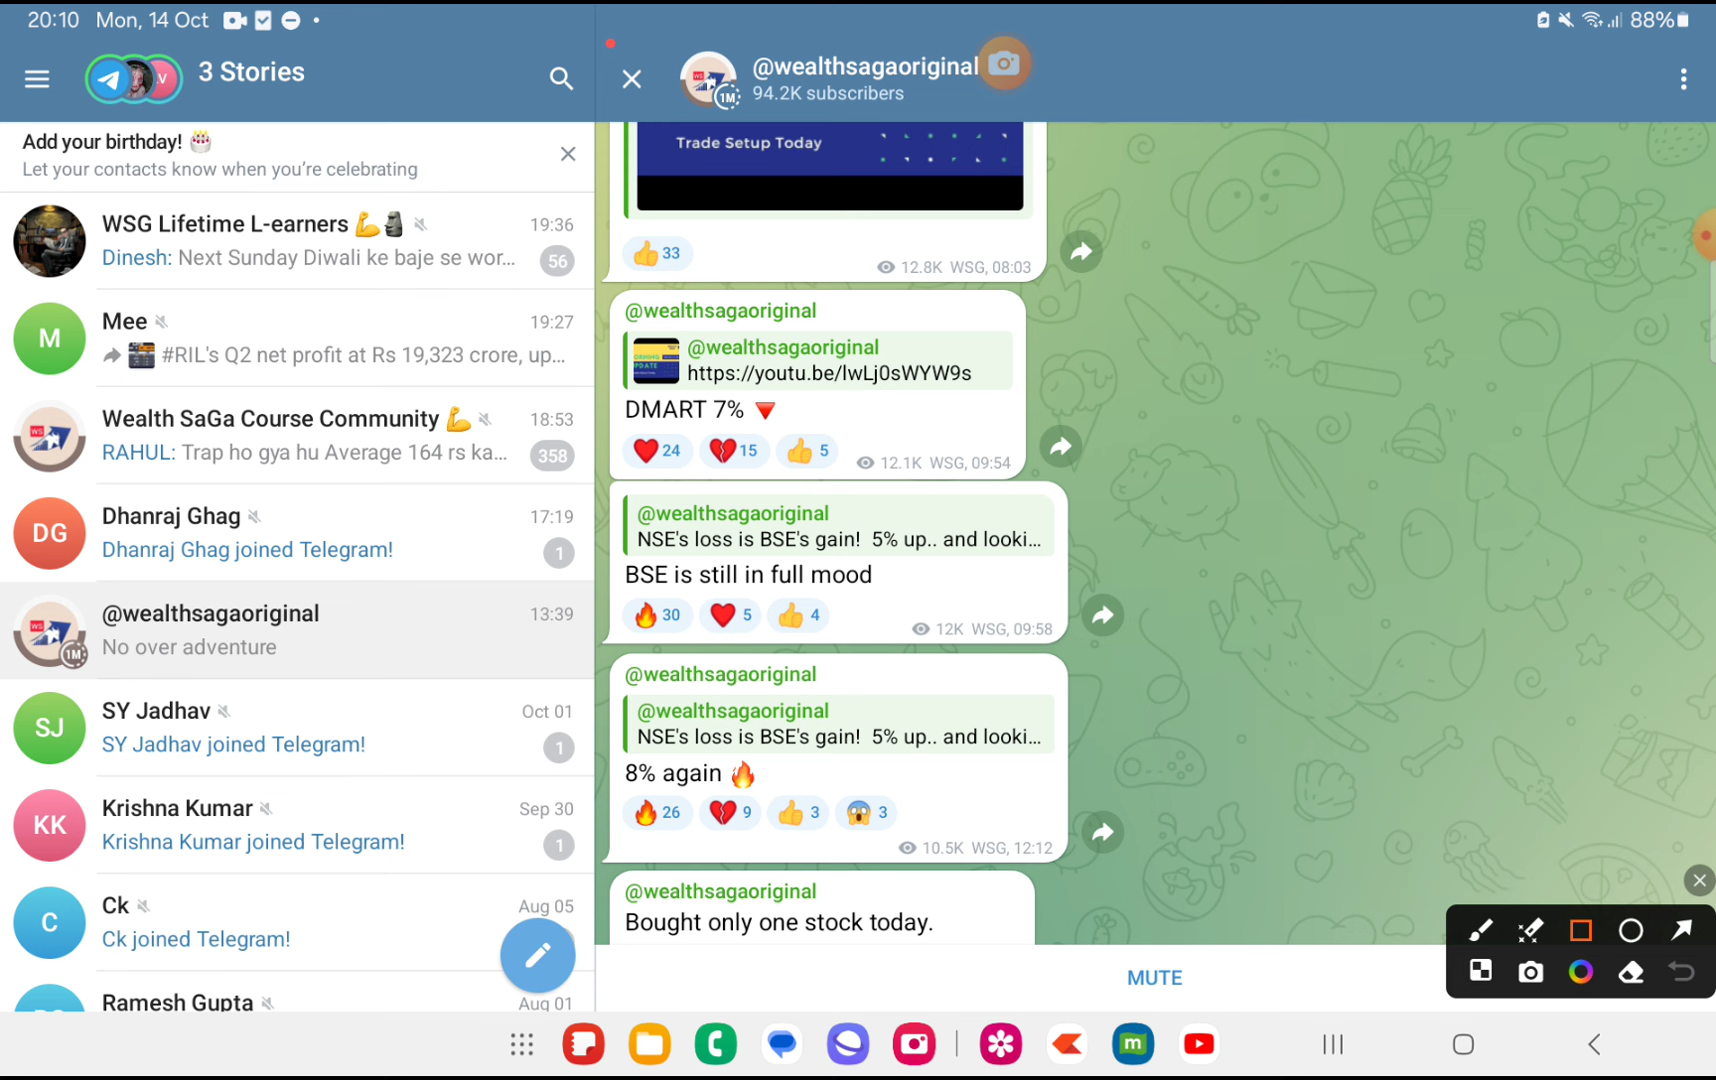 20:10 Mon, 14 Oct
88%
3 Stories
Add your birthday! 🎂
Let your contacts know when you're celebrating
WSG Lifetime L-earners 💪🗿 19:36
Dinesh: Next Sunday Diwali ke baje se wor... 56
M
Mee 19:27
#RIL's Q2 net profit at Rs 19,323 crore, up...
Wealth SaGa Course Community 💪 18:53
RAHUL: Trap ho gya hu Average 164 rs ka... 358
DG
Dhanraj Ghag 17:19
Dhanraj Ghag joined Telegram! 1
@wealthsagaoriginal 13:39
No over adventure
1M
SJ
SY Jadhav Oct 01
SY Jadhav joined Telegram! 1
KK
Krishna Kumar Sep 30
Krishna Kumar joined Telegram! 1
C
Ck Aug 05
Ck joined Telegram!
Ramesh Gupta Aug 01
@wealthsagaoriginal
94.2K subscribers
1M
Trade Setup Today
👍 33
12.8K WSG, 08:03
@wealthsagaoriginal
@wealthsagaoriginal
https://youtu.be/lwLj0sWYW9s
DMART 7% 🔻
❤️ 24 💔 15 👍 5
12.1K WSG, 09:54
@wealthsagaoriginal
NSE's loss is BSE's gain! 5% up.. and looki...
BSE is still in full mood
🔥 30 ❤️ 5 👍 4
12K WSG, 09:58
@wealthsagaoriginal
@wealthsagaoriginal
NSE's loss is BSE's gain! 5% up.. and looki...
8% again 🔥
🔥 26 💔 9 👍 3 😱 3
10.5K WSG, 12:12
@wealthsagaoriginal
Bought only one stock today.
MUTE